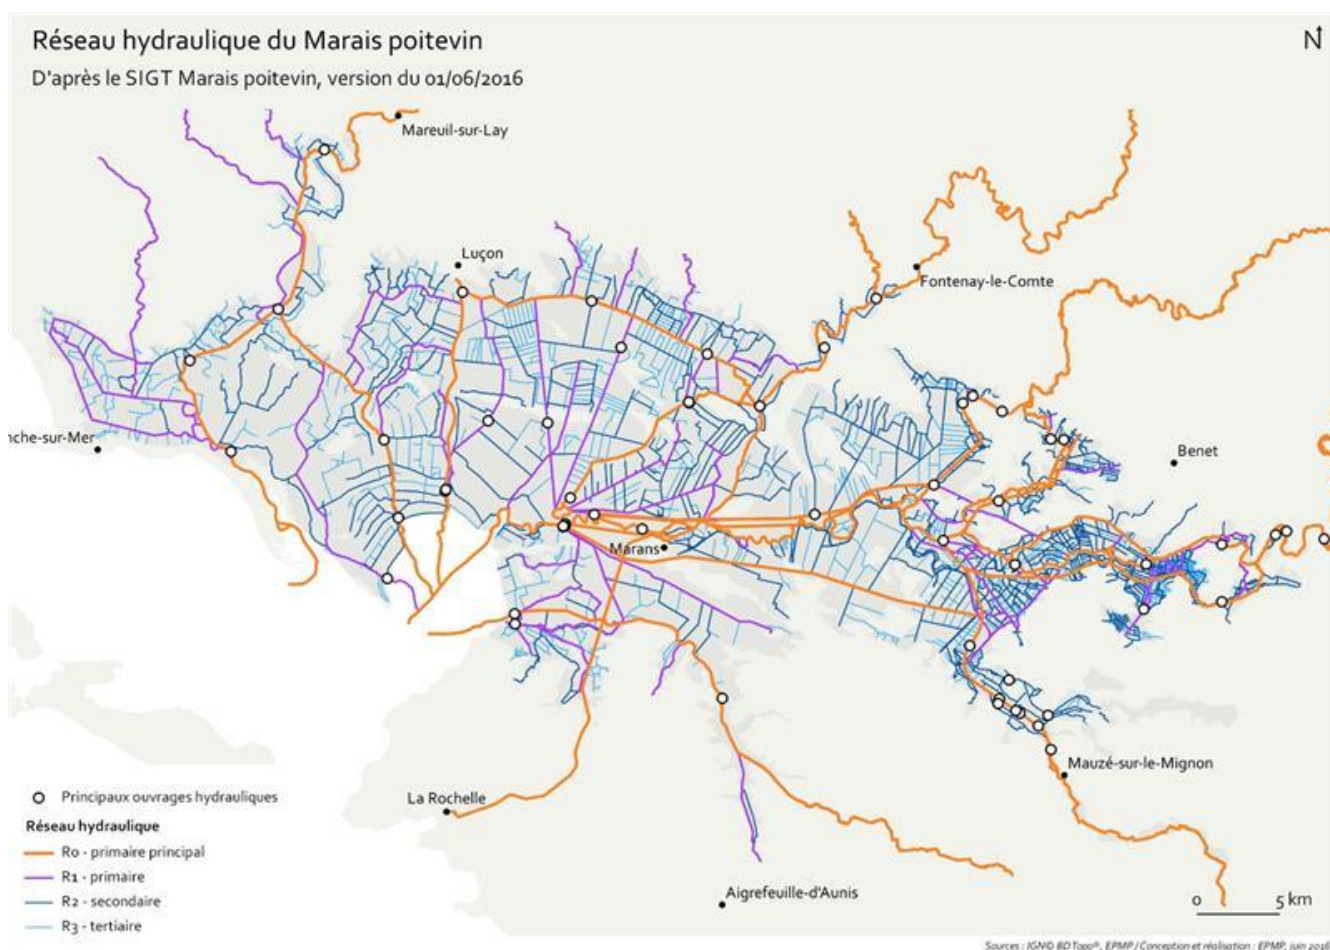 Réseau hydraulique du Marais poitevin
N
D'après le SIGT Marais poitevin, version du 01/06/2016
Mareuil-sur-Lay
Luçon
Fontenay-le-Comte
nche-sur-Mer
Benet
Marans
Mauzé-sur-le-Mignon
Principaux ouvrages hydrauliques
La Rochelle
Réseau hydraulique
R0 - primaire principal
R1 - primaire
R2 - secondaire
Aigrefeuille-d'Aunis
0 5 km
R3 - tertiaire
Sources : IGN© BD Topo®, EPMP / Conception et réalisation : EPMP, juin 2016